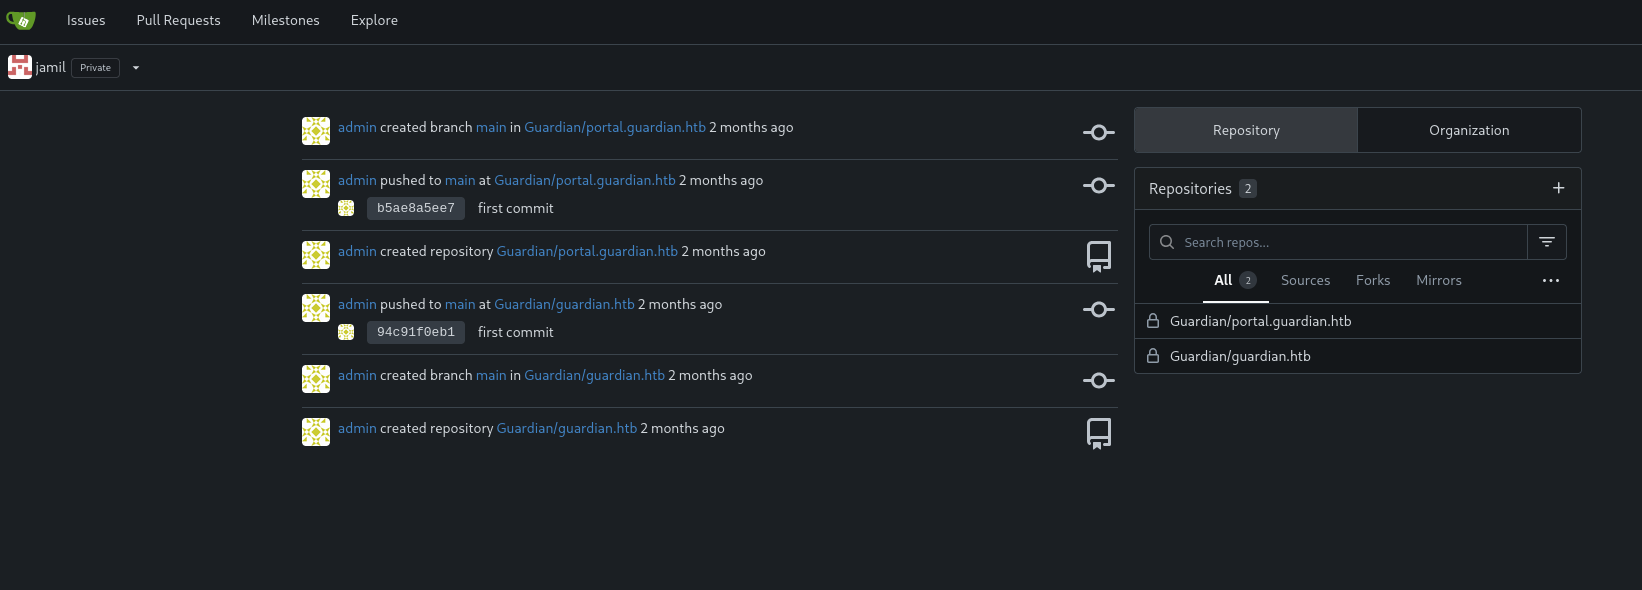 Issues Pull Requests Milestones Explore
jamil Private
admin created branch main in Guardian/portal.guardian.htb 2 months ago
admin pushed to main at Guardian/portal.guardian.htb 2 months ago
b5ae8a5ee7 first commit
admin created repository Guardian/portal.guardian.htb 2 months ago
admin pushed to main at Guardian/guardian.htb 2 months ago
94c91f0eb1 first commit
admin created branch main in Guardian/guardian.htb 2 months ago
admin created repository Guardian/guardian.htb 2 months ago
Repository Organization
Repositories 2
Search repos...
All 2 Sources Forks Mirrors
Guardian/portal.guardian.htb
Guardian/guardian.htb